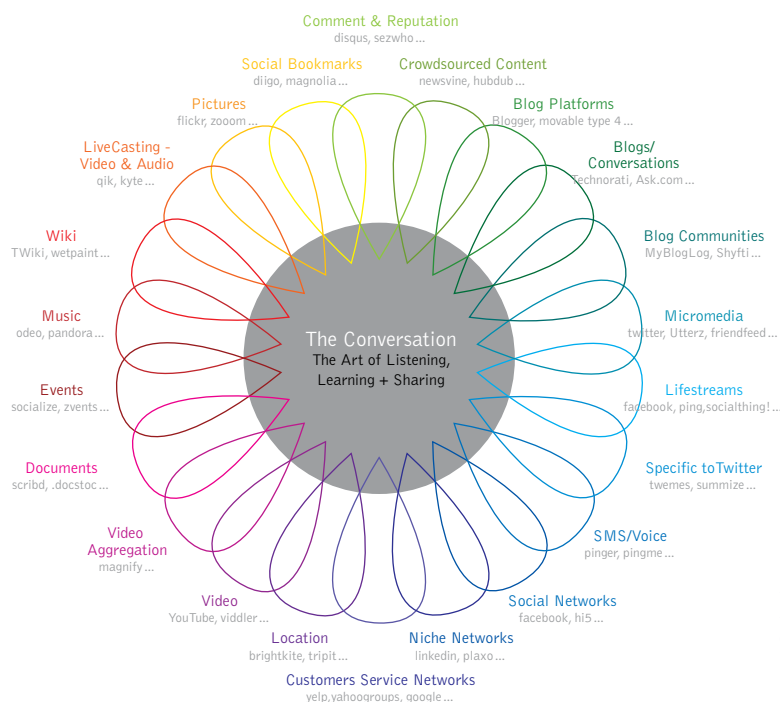 Comment & Reputation
disqus, sezwho ...
Social Bookmarks
diigo, magnolia ...
Crowdsourced Content
newsvine, hubdub ...
Pictures
flickr, zooom ...
Blog Platforms
Blogger, movable type 4 ...
LiveCasting -
Video & Audio
qik, kyte ...
Blogs/
Conversations
Technorati, Ask.com ...
Wiki
TWiki, wetpaint ...
Blog Communities
MyBlogLog, Shyfti ...
Music
odeo, pandora ...
The Conversation
The Art of Listening,
Learning + Sharing
Micromedia
twitter, Utterz, friendfeed ...
Events
socialize, zvents ...
Lifestreams
facebook, ping,socialthing! ...
Documents
scribd, .docstoc ...
Specific toTwitter
twemes, summize ...
Video
Aggregation
magnify ...
SMS/Voice
pinger, pingme ...
Video
YouTube, viddler ...
Social Networks
facebook, hi5 ...
Location
brightkite, tripit ...
Niche Networks
linkedin, plaxo ...
Customers Service Networks
yelp,yahoogroups, google ...